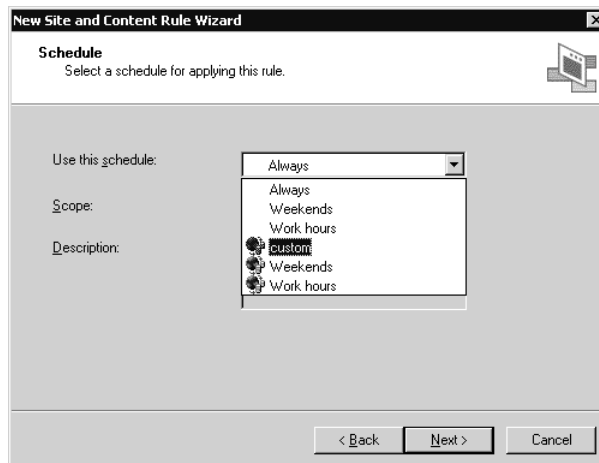 New Site and Content Rule Wizard
Schedule
Select a schedule for applying this rule.
Use this schedule:
Always
Always
Weekends
Scope:
Work hours
Description:
custom
Weekends
Work hours
< Back
Next >
Cancel